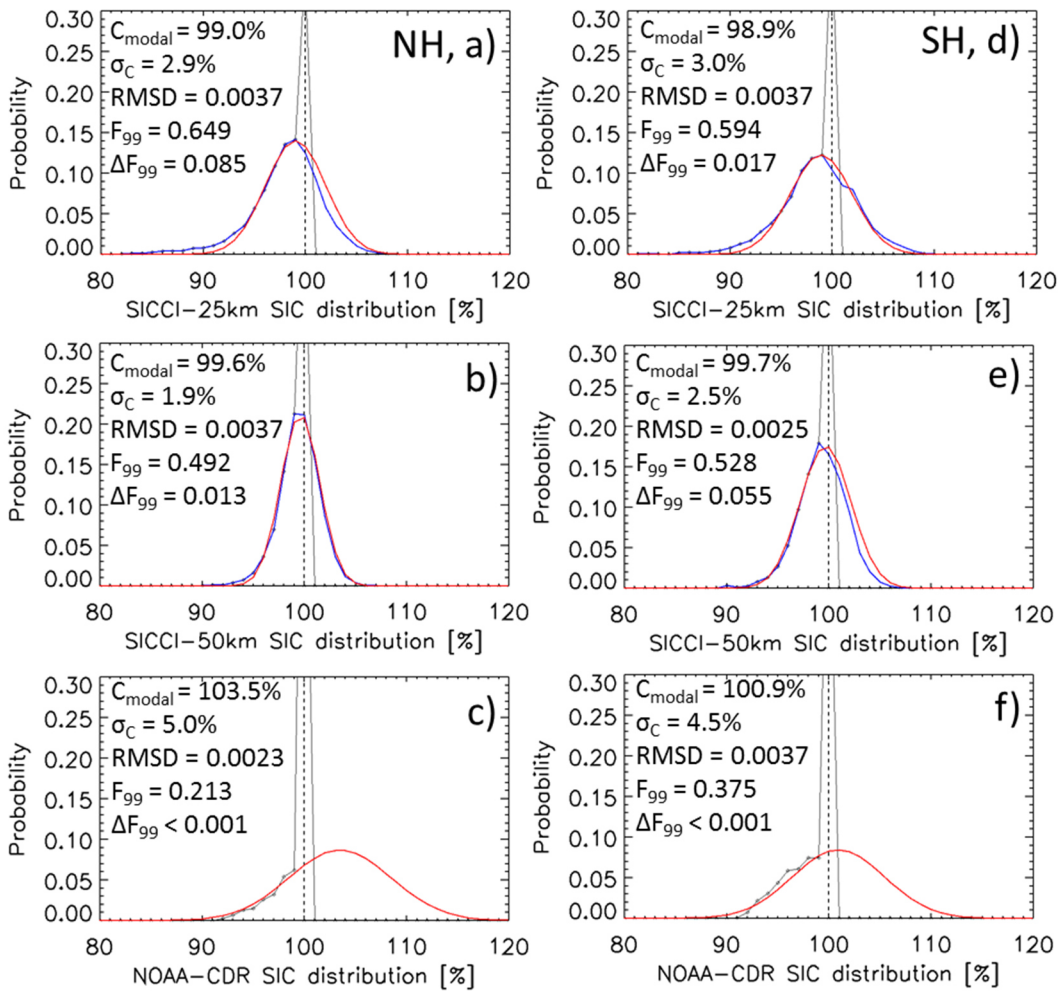 NH, a)
C_modal = 99.0%
σ_C = 2.9%
RMSD = 0.0037
F_99 = 0.649
ΔF_99 = 0.085
Probability
0.30
0.25
0.20
0.15
0.10
0.05
0.00
80 90 100 110 120
SICCI-25km SIC distribution [%]
SH, d)
C_modal = 98.9%
σ_C = 3.0%
RMSD = 0.0037
F_99 = 0.594
ΔF_99 = 0.017
Probability
0.30
0.25
0.20
0.15
0.10
0.05
0.00
80 90 100 110 120
SICCI-25km SIC distribution [%]
b)
C_modal = 99.6%
σ_C = 1.9%
RMSD = 0.0037
F_99 = 0.492
ΔF_99 = 0.013
Probability
0.30
0.25
0.20
0.15
0.10
0.05
0.00
80 90 100 110 120
SICCI-50km SIC distribution [%]
e)
C_modal = 99.7%
σ_C = 2.5%
RMSD = 0.0025
F_99 = 0.528
ΔF_99 = 0.055
Probability
0.30
0.25
0.20
0.15
0.10
0.05
0.00
80 90 100 110 120
SICCI-50km SIC distribution [%]
c)
C_modal = 103.5%
σ_C = 5.0%
RMSD = 0.0023
F_99 = 0.213
ΔF_99 < 0.001
Probability
0.30
0.25
0.20
0.15
0.10
0.05
0.00
80 90 100 110 120
NOAA-CDR SIC distribution [%]
f)
C_modal = 100.9%
σ_C = 4.5%
RMSD = 0.0037
F_99 = 0.375
ΔF_99 < 0.001
Probability
0.30
0.25
0.20
0.15
0.10
0.05
0.00
80 90 100 110 120
NOAA-CDR SIC distribution [%]